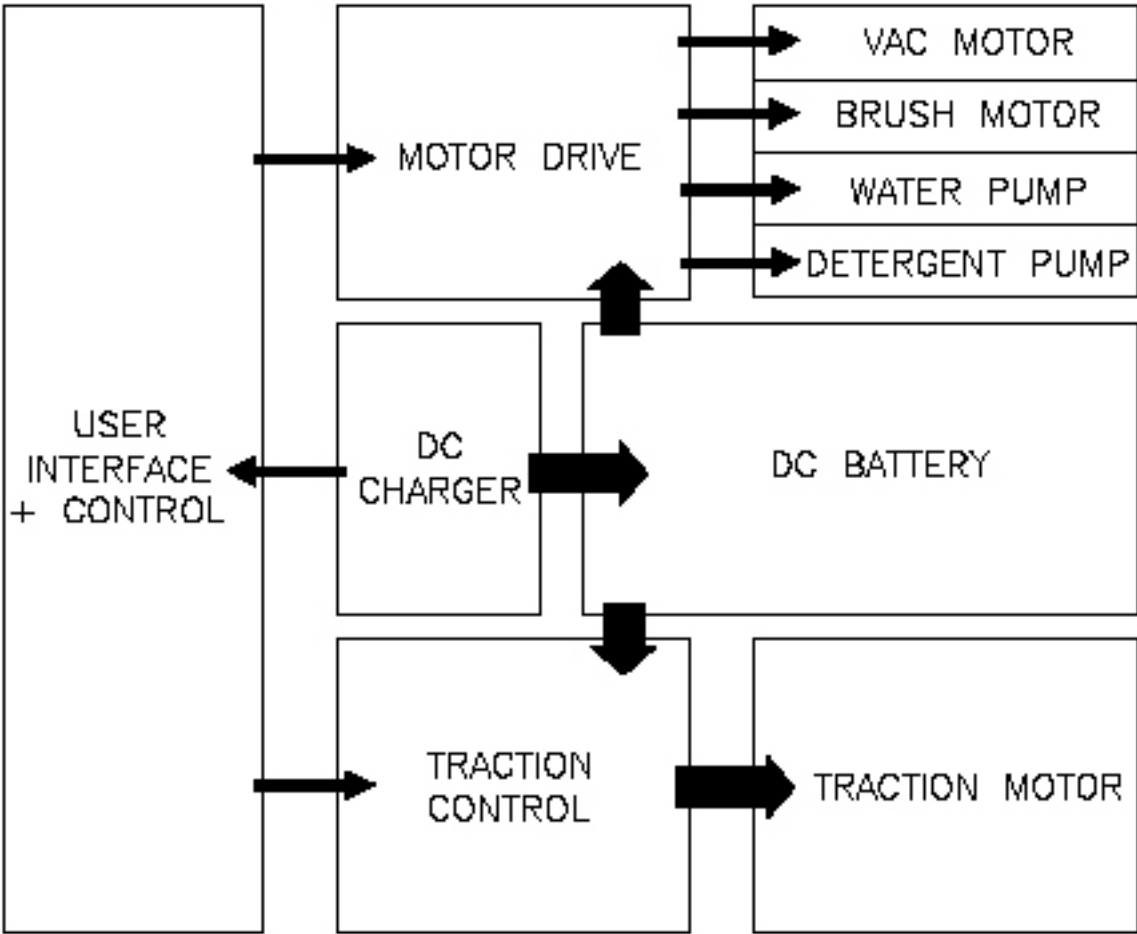 VAC MOTOR
BRUSH MOTOR
MOTOR DRIVE
WATER PUMP
DETERGENT PUMP
USER
INTERFACE
+ CONTROL
DC
CHARGER
DC BATTERY
TRACTION
CONTROL
TRACTION MOTOR